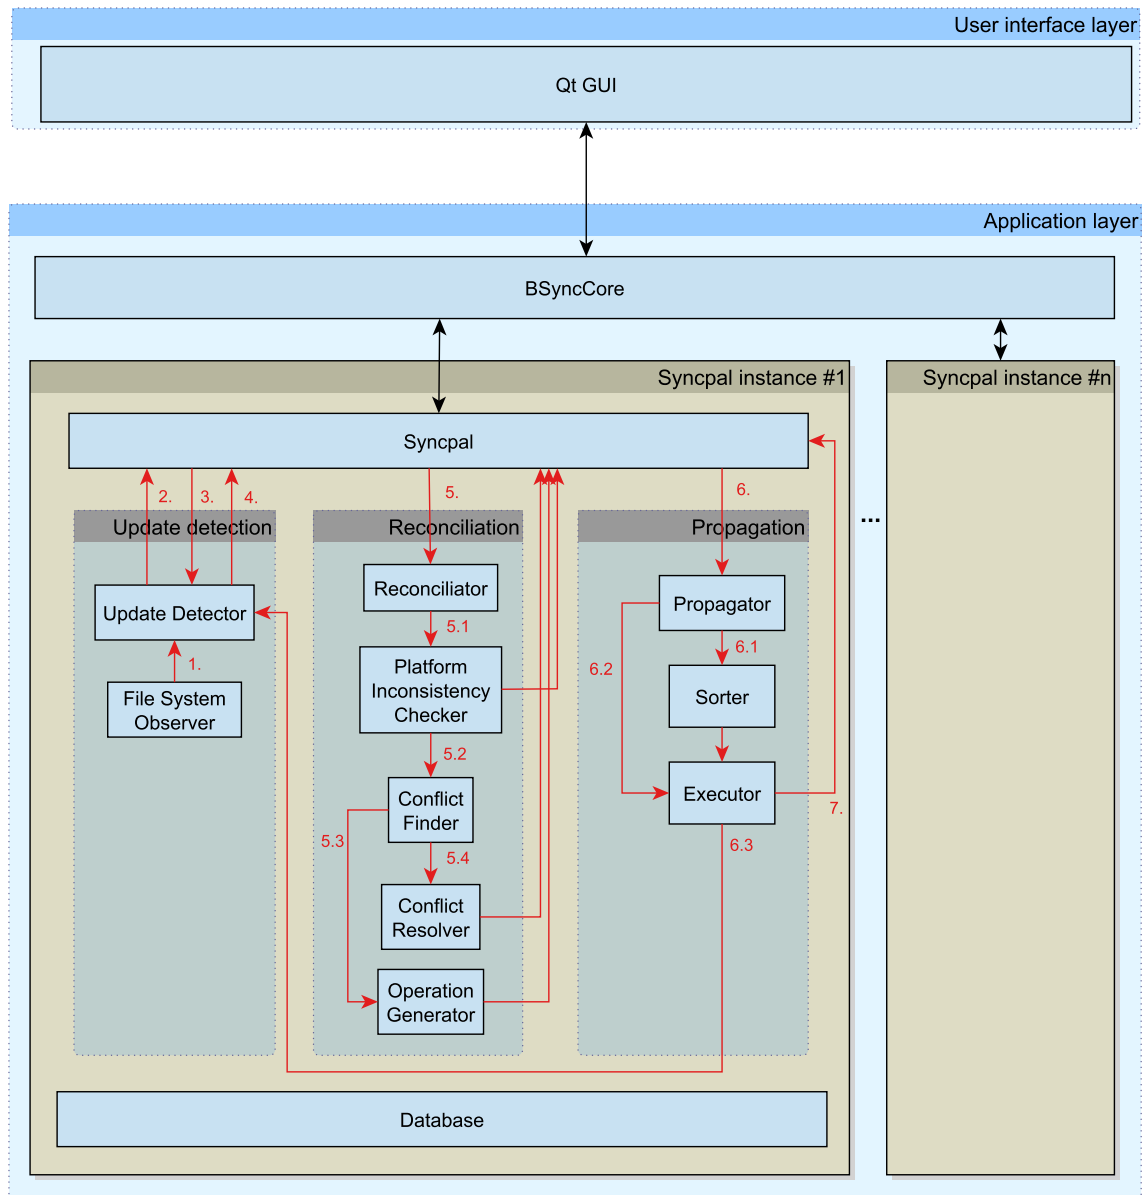 User interface layer
Qt GUI
Application layer
BSyncCore
Syncpal instance #1
Syncpal instance #n
Syncpal
2.
3.
4.
5.
6.
...
Update detection
Reconciliation
Propagation
Update Detector
1.
File System
Observer
Reconciliator
5.1
Platform
Inconsistency
Checker
5.2
Conflict
Finder
5.3
5.4
Conflict
Resolver
Operation
Generator
Propagator
6.1
6.2
Sorter
Executor
7.
6.3
Database